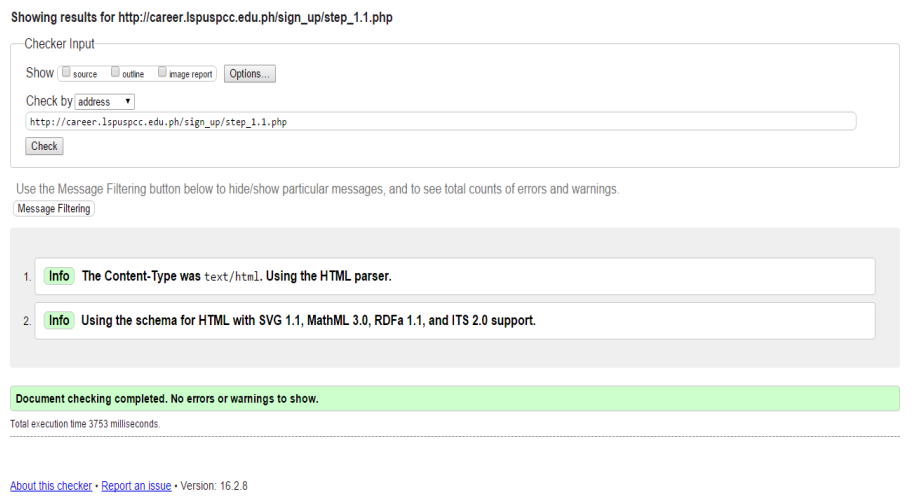 Showing results for http://career.lspuspcc.edu.ph/sign_up/step_1.1.php
Checker Input
Show source outline image report Options...
Check by address
http://career.lspuspcc.edu.ph/sign_up/step_1.1.php
Check
Use the Message Filtering button below to hide/show particular messages, and to see total counts of errors and warnings.
Message Filtering
1. Info The Content-Type was text/html. Using the HTML parser.
2. Info Using the schema for HTML with SVG 1.1, MathML 3.0, RDFa 1.1, and ITS 2.0 support.
Document checking completed. No errors or warnings to show.
Total execution time 3753 milliseconds.
About this checker • Report an issue • Version: 16.2.8